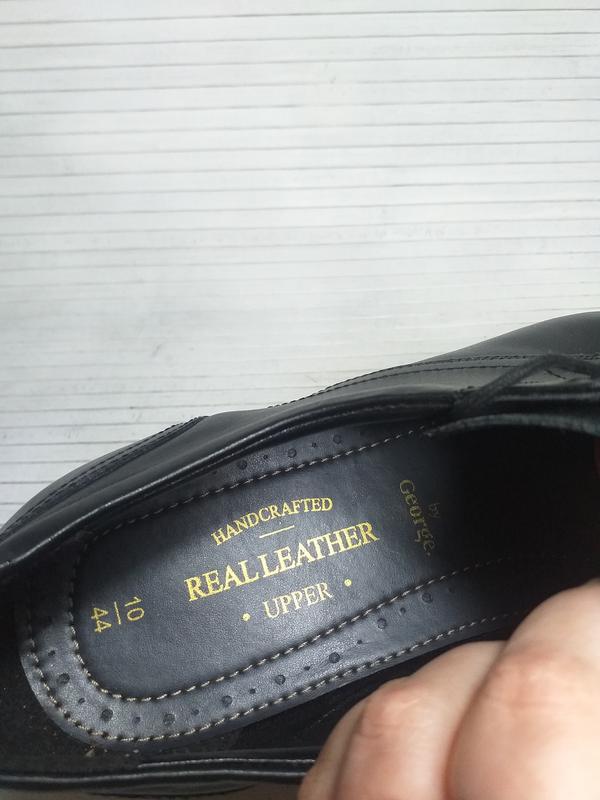 HANDCRAFTED
REAL LEATHER
• UPPER •
by
George.
10
44